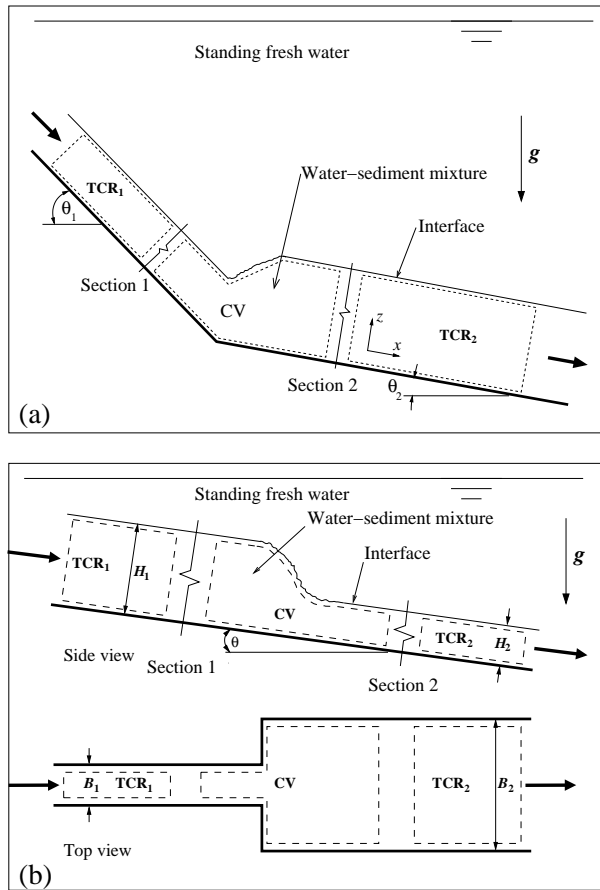 Standing fresh water
g
Water−sediment mixture
TCR1
θ1
Interface
Section 1
CV
TCR2
z
x
Section 2
θ2
(a)
Standing fresh water
Water−sediment mixture
TCR1
H1
Interface
g
CV
θ
TCR2
H2
Side view
Section 1
Section 2
B1 TCR1
CV
TCR2
B2
Top view
(b)